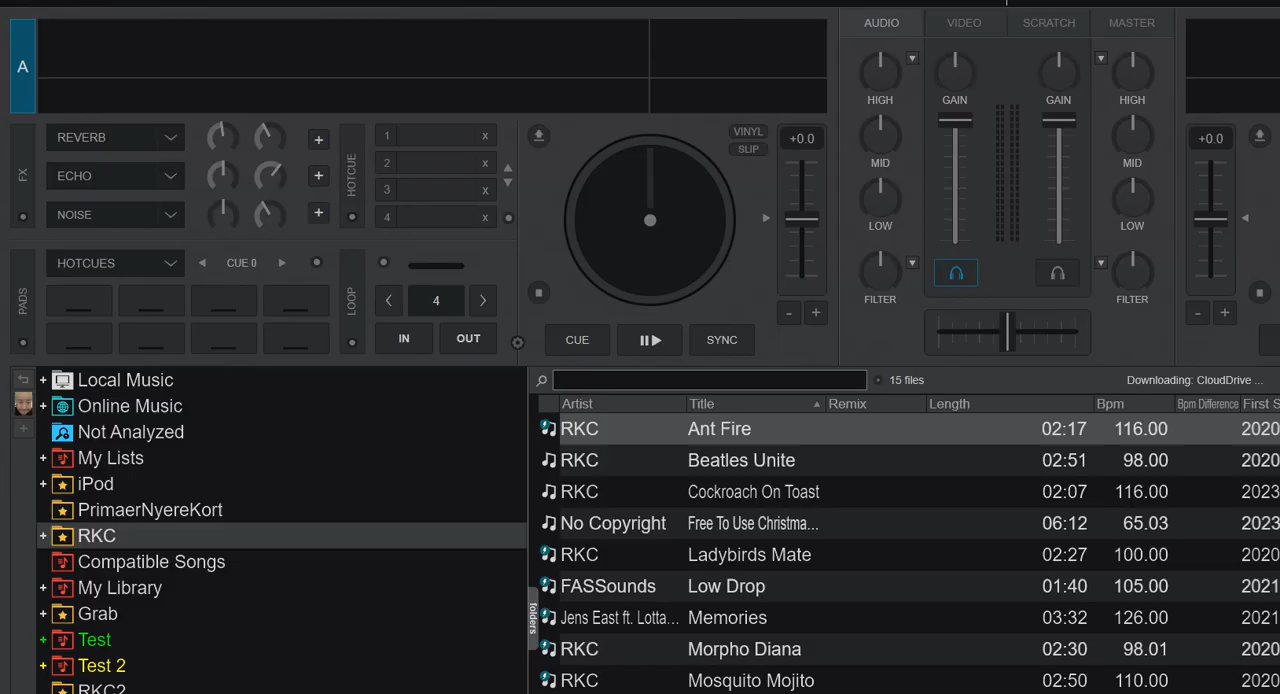 AUDIO VIDEO SCRATCH MASTER
A
HIGH GAIN GAIN HIGH
FX REVERB + HOTCUE 1 x VINYL +0.0 +0.0
SLIP
2 x MID MID
ECHO +
3 x
NOISE + 4 x LOW LOW
PADS HOTCUES CUE 0 LOOP
4 FILTER FILTER
- + - +
IN OUT CUE SYNC
+ Local Music 15 files Downloading: CloudDrive ...
+ Online Music Artist Title Remix Length Bpm Bpm Difference First S
Not Analyzed RKC Ant Fire 02:17 116.00 2020
+ My Lists RKC Beatles Unite 02:51 98.00 2020
+ iPod RKC Cockroach On Toast 02:07 116.00 2023
PrimaerNyereKort No Copyright Free To Use Christma... 06:12 65.03 2023
+ RKC RKC Ladybirds Mate 02:27 100.00 2020
Compatible Songs FASSounds Low Drop 01:40 105.00 2021
+ My Library folders Jens East ft. Lotta... Memories 03:32 126.00 2021
+ Grab RKC Morpho Diana 02:30 98.01 2020
+ Test RKC Mosquito Mojito 02:50 110.00 2020
+ Test 2
RKC2